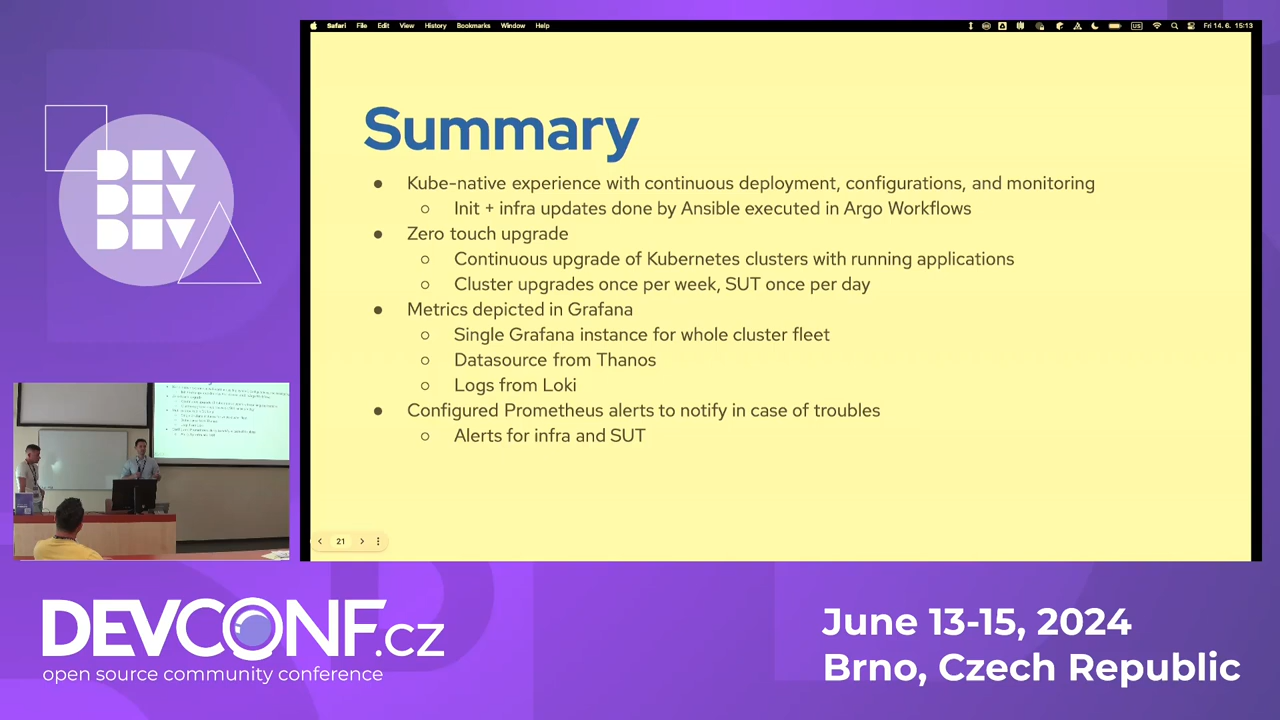 Safari File Edit View History Bookmarks Window Help
US Fri 14. 6. 15:13
DEV
DEV
DEV
Summary
● Kube-native experience with continuous deployment, configurations, and monitoring
○ Init + infra updates done by Ansible executed in Argo Workflows
● Zero touch upgrade
○ Continuous upgrade of Kubernetes clusters with running applications
○ Cluster upgrades once per week, SUT once per day
● Metrics depicted in Grafana
○ Single Grafana instance for whole cluster fleet
○ Datasource from Thanos
○ Logs from Loki
● Configured Prometheus alerts to notify in case of troubles
○ Alerts for infra and SUT
21
DEVCONF.cz
open source community conference
June 13-15, 2024
Brno, Czech Republic